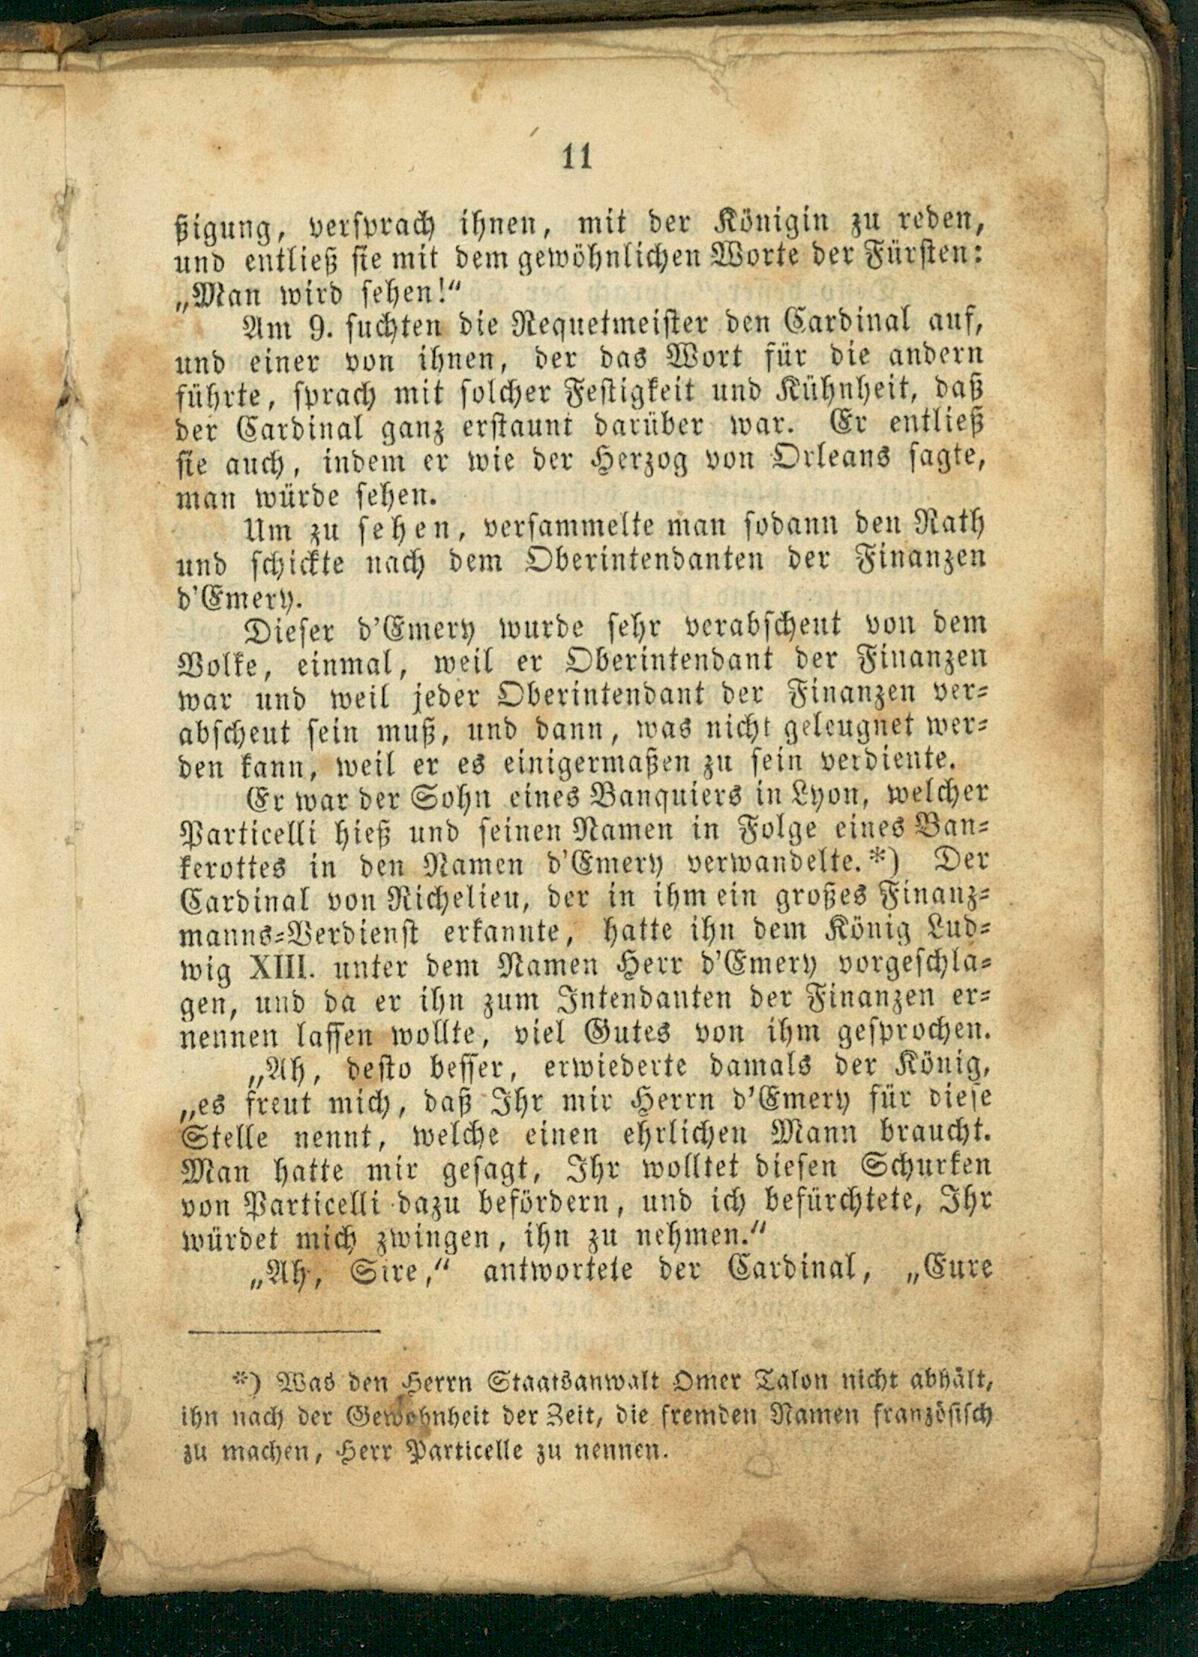 11
ßigung, versprach ihnen, mit der Königin zu reden,
und entließ sie mit dem gewöhnlichen Worte der Fürsten:
„Man wird sehen!“
Am 9. suchten die Requetmeister den Cardinal auf,
und einer von ihnen, der das Wort für die andern
führte, sprach mit solcher Festigkeit und Kühnheit, daß
der Cardinal ganz erstaunt darüber war. Er entließ
sie auch, indem er wie der Herzog von Orleans sagte,
man würde sehen.
Um zu sehen, versammelte man sodann den Rath
und schickte nach dem Oberintendanten der Finanzen
d'Emery.
Dieser d'Emery wurde sehr verabscheut von dem
Volke, einmal, weil er Oberintendant der Finanzen
war und weil jeder Oberintendant der Finanzen ver-
abscheut sein muß, und dann, was nicht geleugnet wer-
den kann, weil er es einigermaßen zu sein verdiente.
Er war der Sohn eines Banquiers in Lyon, welcher
Particelli hieß und seinen Namen in Folge eines Ban-
kerottes in den Namen d'Emery verwandelte.*) Der
Cardinal von Richelieu, der in ihm ein großes Finanz-
manns-Verdienst erkannte, hatte ihn dem König Lud-
wig XIII. unter dem Namen Herr d'Emery vorgeschla-
gen, und da er ihn zum Intendanten der Finanzen er-
nennen lassen wollte, viel Gutes von ihm gesprochen.
„Ah, desto besser, erwiederte damals der König,
„es freut mich, daß Ihr mir Herrn d'Emery für diese
Stelle nennt, welche einen ehrlichen Mann braucht.
Man hatte mir gesagt, Ihr wolltet diesen Schurken
von Particelli dazu befördern, und ich befürchtete, Ihr
würdet mich zwingen, ihn zu nehmen.“
„Ah, Sire,“ antwortete der Cardinal, „Eure
*) Was den Herrn Staatsanwalt Omer Talon nicht abhält,
ihn nach der Gewohnheit der Zeit, die fremden Namen französisch
zu machen, Herr Particelle zu nennen.